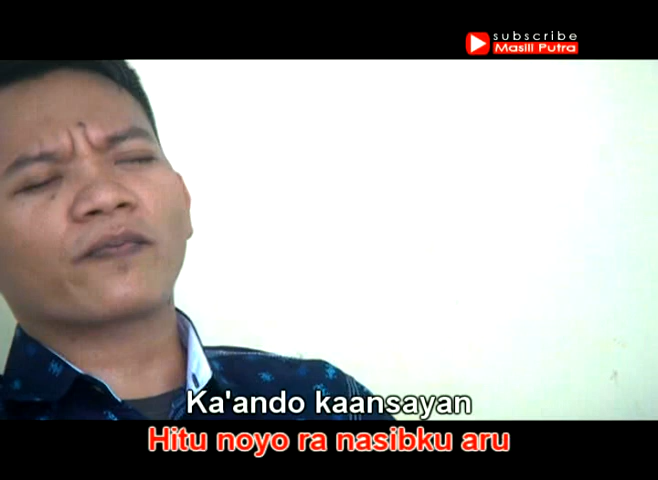 subscribe
Masili Putra
Ka'ando kaansayan
Hitu noyo ra nasibku aru